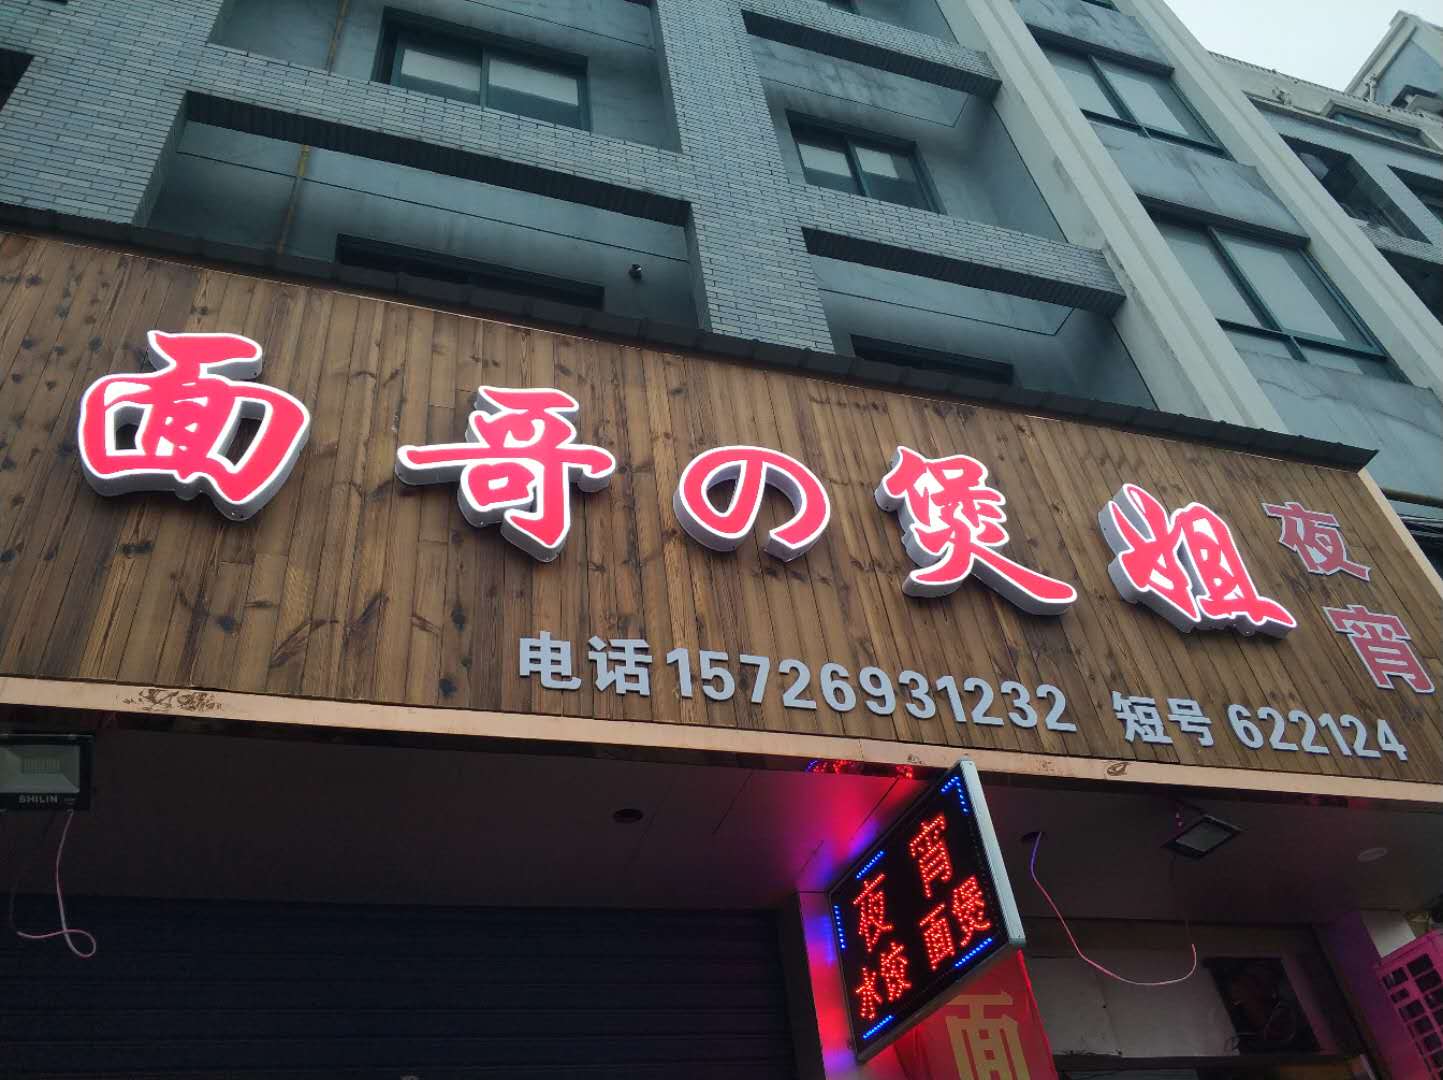 面哥の煲姐
夜宵
电话15726931232 短号622124
SHILIN
夜宵
水饺面煲
面